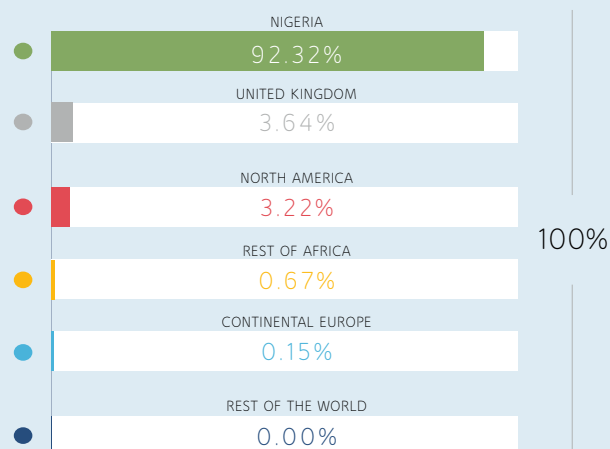 NIGERIA
92.32%
UNITED KINGDOM
3.64%
NORTH AMERICA
3.22%
100%
REST OF AFRICA
0.67%
CONTINENTAL EUROPE
0.15%
REST OF THE WORLD
0.00%